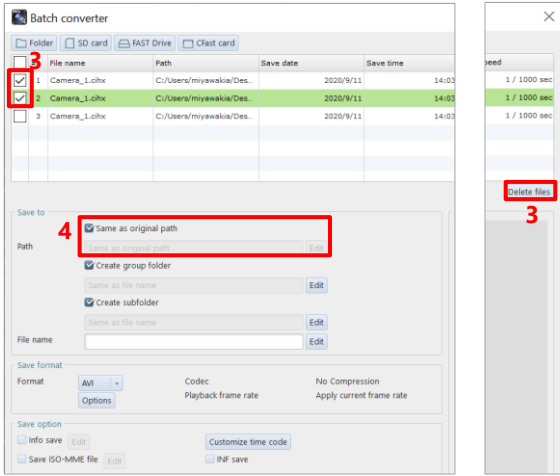 Batch converter
Folder SD card FAST Drive CFast card
3
File name Path Save date Save time
1 Camera_1.cihx C:/Users/miyawakia/Des... 2020/9/11 14:03 1 / 1000 sec
2 Camera_1.cihx C:/Users/miyawakia/Des... 2020/9/11 14:03 1 / 1000 sec
3 Camera_1.cihx C:/Users/miyawakia/Des... 2020/9/11 14:03 1 / 1000 sec
Delete files
3
Save to
4 Same as original path
Path Same as original path Edit
Create group folder
Same as file name Edit
Create subfolder
Same as file name Edit
File name Edit
Save format
Format AVI Codec No Compression
Options Playback frame rate Apply current frame rate
Save option
Info save Edit Customize time code
Save ISO-MME file Edit INF save